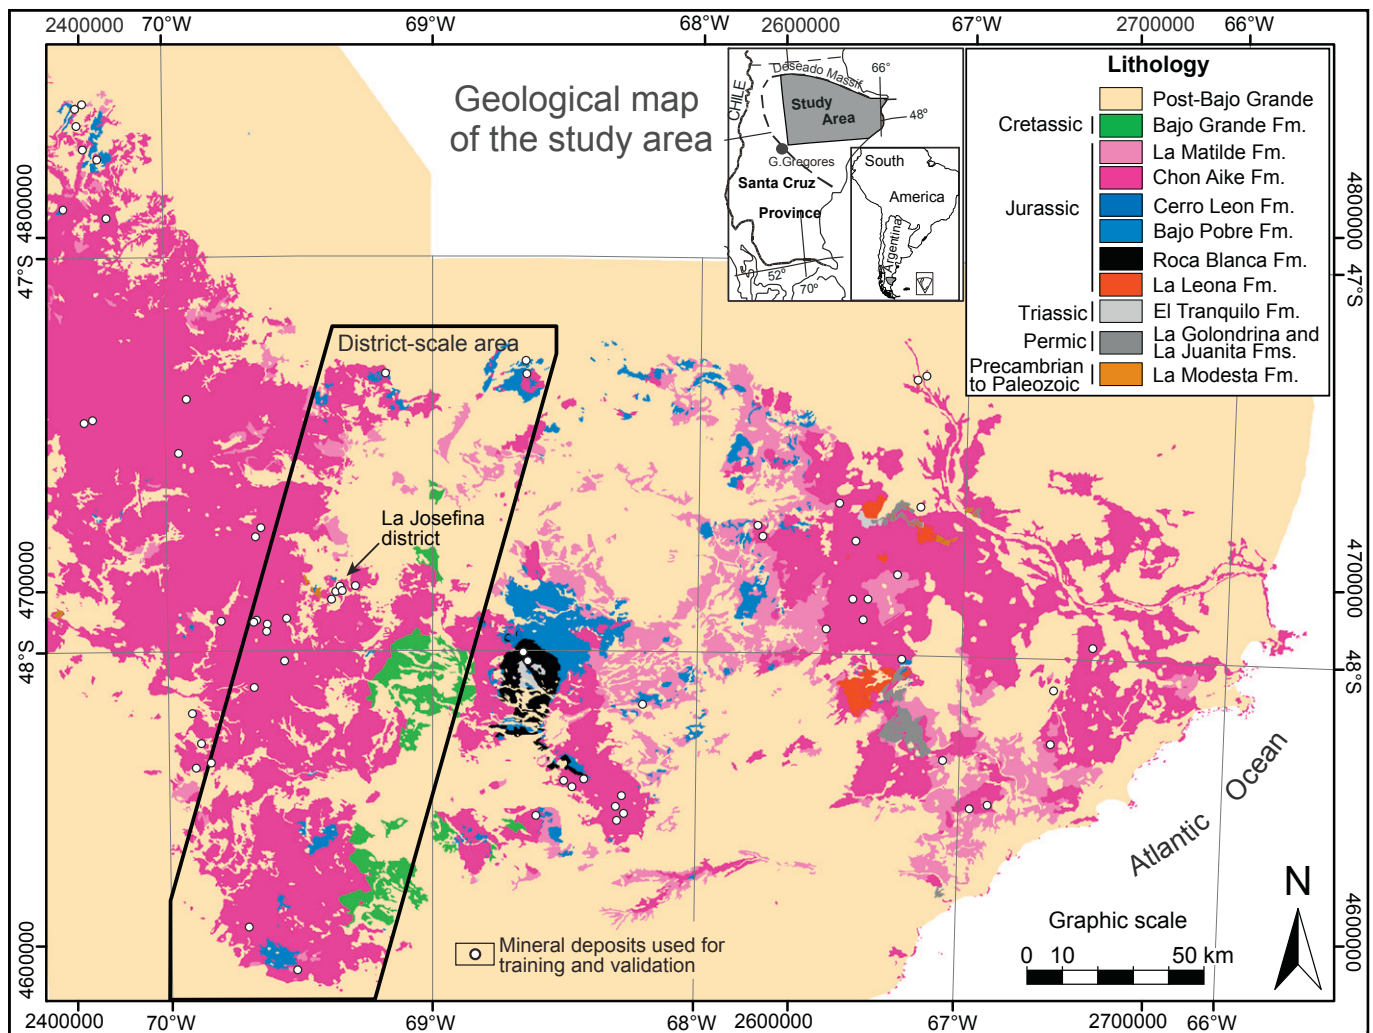 2400000 70°W 69°W 68°W 2600000 67°W 2700000 66°W
Geological map
of the study area
CHILE
Deseado Massif
66°
Study
Area
48°
G.Gregores
Santa Cruz
Province
52°
70°
South
America
Argentina
Lithology
Post-Bajo Grande
Cretassic
Bajo Grande Fm.
La Matilde Fm.
Chon Aike Fm.
Jurassic
Cerro Leon Fm.
Bajo Pobre Fm.
Roca Blanca Fm.
La Leona Fm.
Triassic
El Tranquilo Fm.
Permic
La Golondrina and
La Juanita Fms.
Precambrian
to Paleozoic
La Modesta Fm.
4800000
47°S
4700000
48°S
4600000
4800000
47°S
4700000
48°S
4600000
District-scale area
La Josefina
district
Atlantic Ocean
Mineral deposits used for
training and validation
Graphic scale
0 10 50 km
N
2400000 70°W 69°W 68°W 2600000 67°W 2700000 66°W